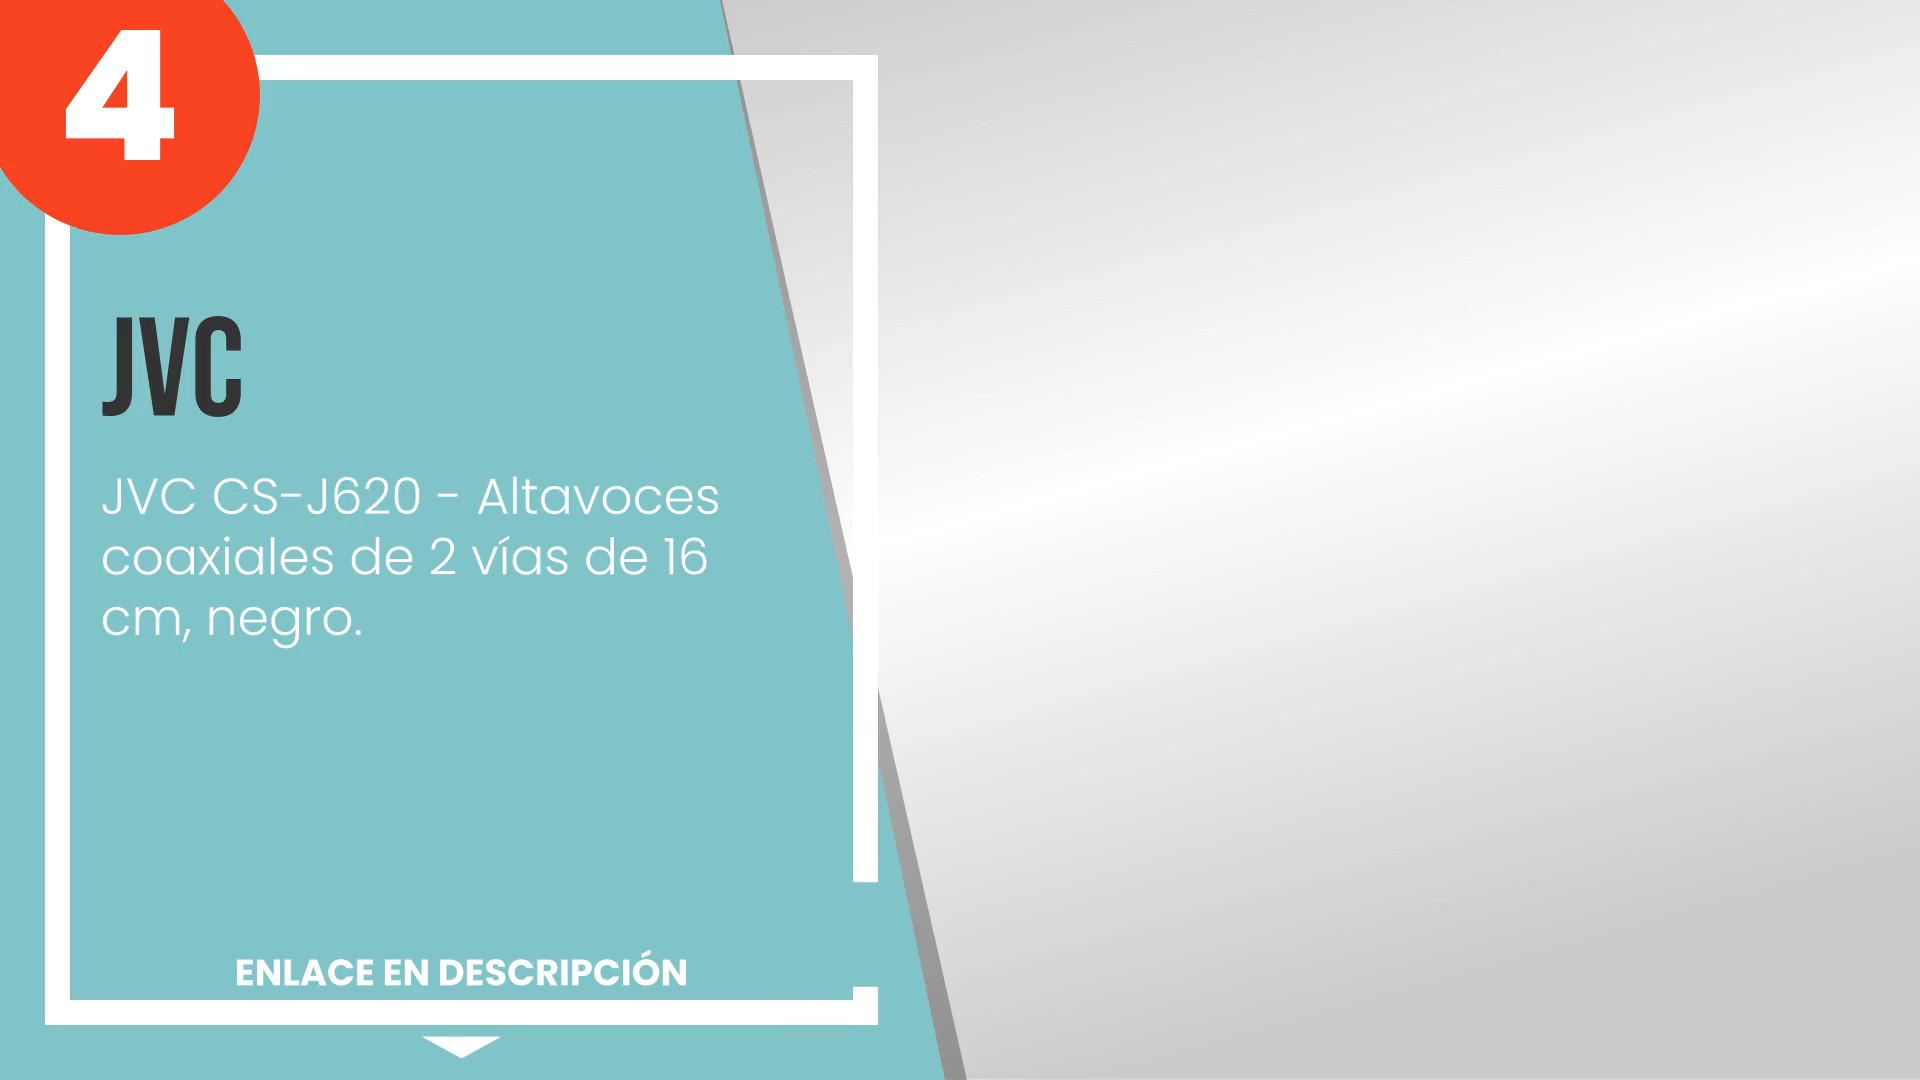 4
JVC
JVC CS-J620 - Altavoces
coaxiales de 2 vías de 16
cm, negro.
ENLACE EN DESCRIPCIÓN